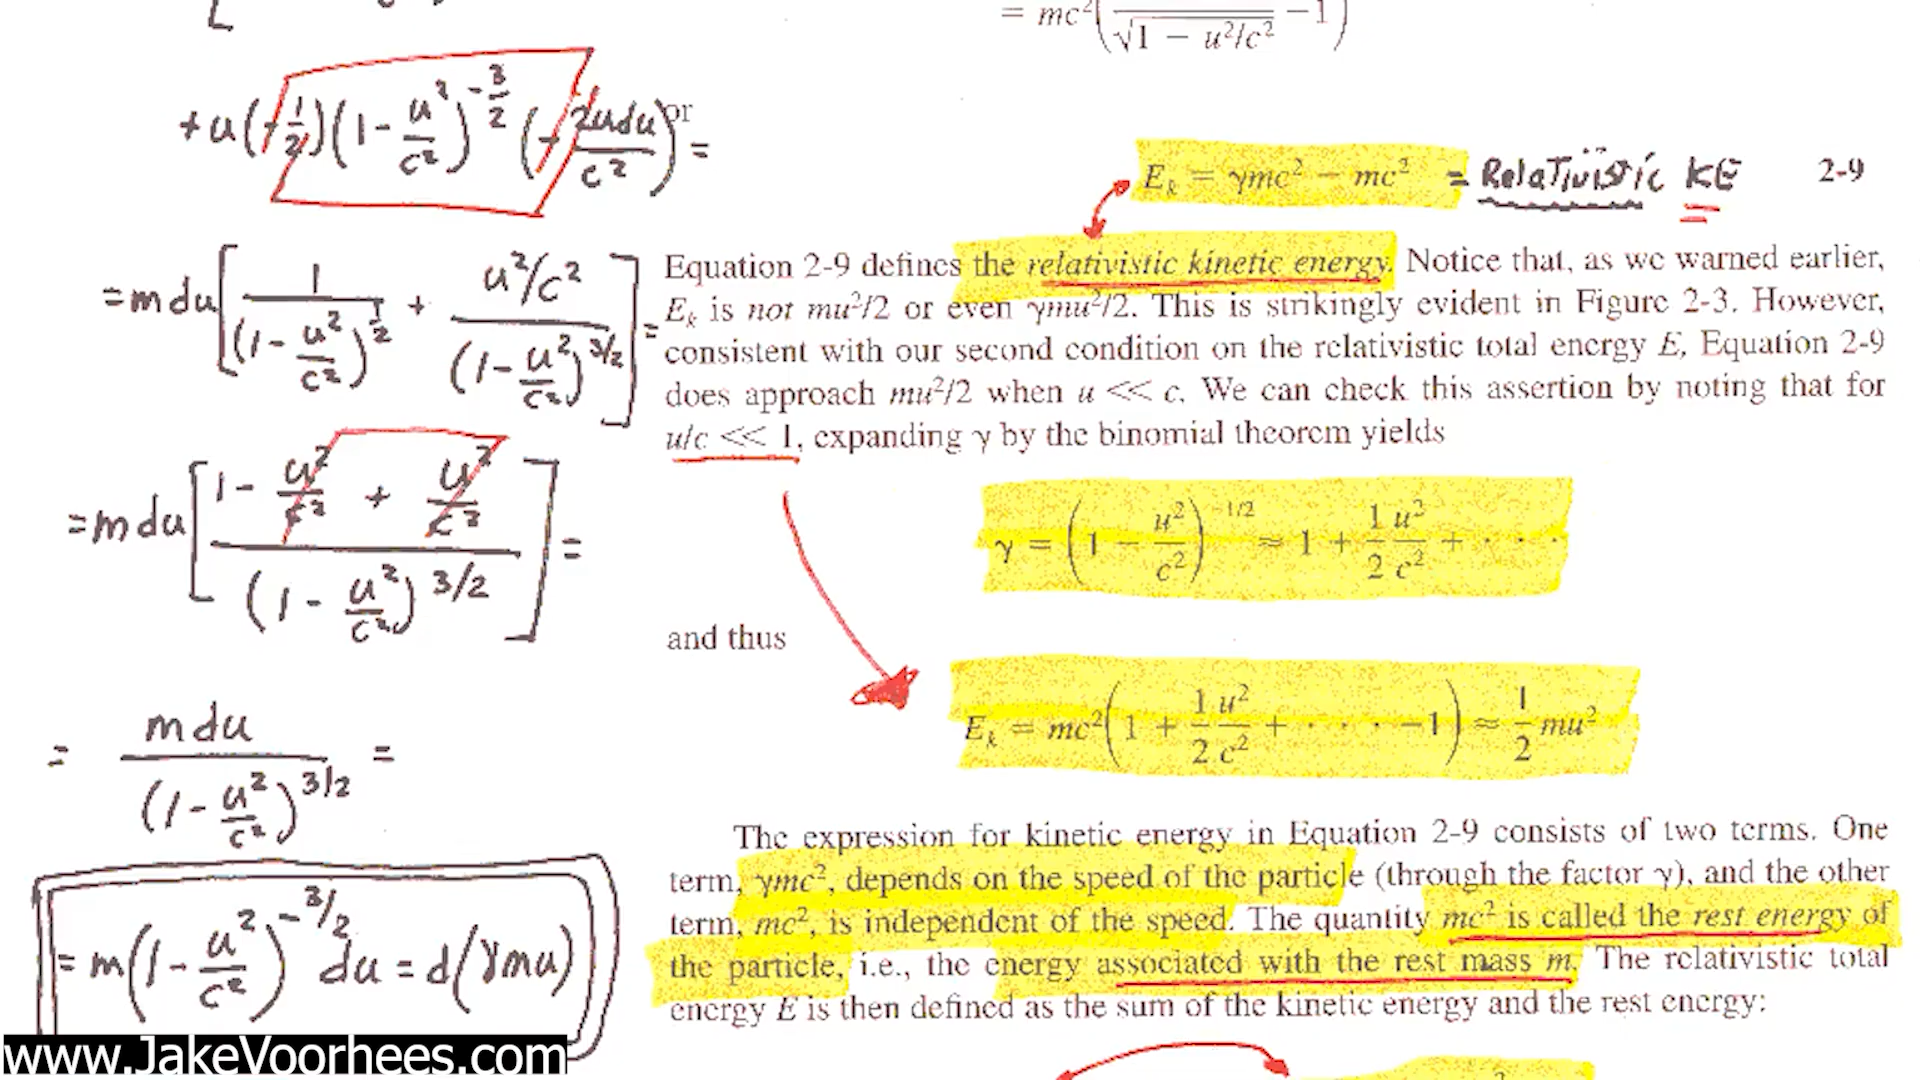 + u(-1/2)(1 - u²/c²)^-3/2 (-2udu/c²) =
= m du [1/(1 - u²/c²)^1/2 + (u²/c²)/(1 - u²/c²)^3/2] =
= m du [(1 - u²/c² + u²/c²)/(1 - u²/c²)^3/2] =
= m du/(1 - u²/c²)^3/2 =
= m(1 - u²/c²)^-3/2 du = d(γmu)
www.JakeVoorhees.com
= mc²(/√1 - u²/c² - 1)
or
E_k = γmc² - mc² = RelaTivisTic KE 2-9
Equation 2-9 defines the relativistic kinetic energy. Notice that, as we warned earlier,
E_k is not mu²/2 or even γmu²/2. This is strikingly evident in Figure 2-3. However,
consistent with our second condition on the relativistic total energy E, Equation 2-9
does approach mu²/2 when u << c. We can check this assertion by noting that for
u/c << 1, expanding γ by the binomial theorem yields
γ = (1 - u²/c²)^-1/2 ≈ 1 + 1/2 u²/c² + · · ·
and thus
E_k = mc²(1 + 1/2 u²/c² + · · · -1) ≈ 1/2 mu²
The expression for kinetic energy in Equation 2-9 consists of two terms. One
term, γmc², depends on the speed of the particle (through the factor γ), and the other
term, mc², is independent of the speed. The quantity mc² is called the rest energy of
the particle, i.e., the energy associated with the rest mass m. The relativistic total
energy E is then defined as the sum of the kinetic energy and the rest energy: